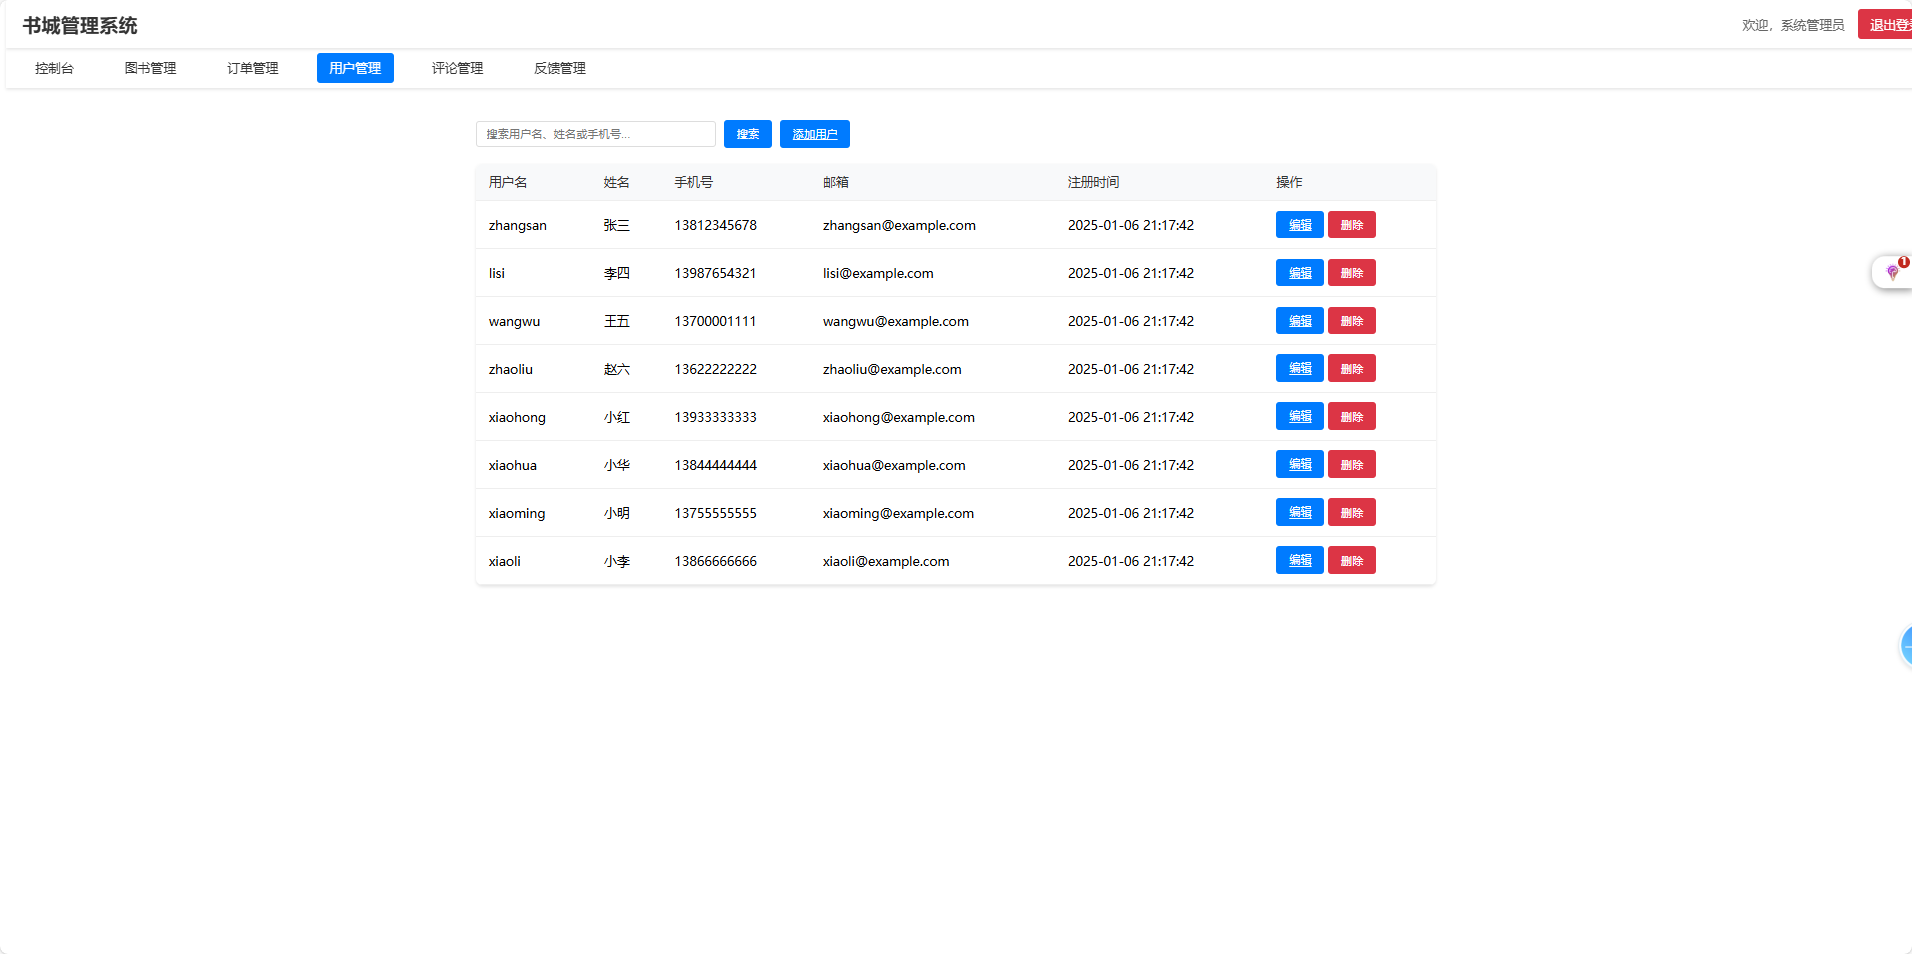 书城管理系统
欢迎，系统管理员 退出登
控制台 图书管理 订单管理 用户管理 评论管理 反馈管理
搜索用户名、姓名或手机号... 搜索 添加用户
用户名 姓名 手机号 邮箱 注册时间 操作
zhangsan 张三 13812345678 zhangsan@example.com 2025-01-06 21:17:42 编辑 删除
lisi 李四 13987654321 lisi@example.com 2025-01-06 21:17:42 编辑 删除
wangwu 王五 13700001111 wangwu@example.com 2025-01-06 21:17:42 编辑 删除
zhaoliu 赵六 13622222222 zhaoliu@example.com 2025-01-06 21:17:42 编辑 删除
xiaohong 小红 13933333333 xiaohong@example.com 2025-01-06 21:17:42 编辑 删除
xiaohua 小华 13844444444 xiaohua@example.com 2025-01-06 21:17:42 编辑 删除
xiaoming 小明 13755555555 xiaoming@example.com 2025-01-06 21:17:42 编辑 删除
xiaoli 小李 13866666666 xiaoli@example.com 2025-01-06 21:17:42 编辑 删除
1